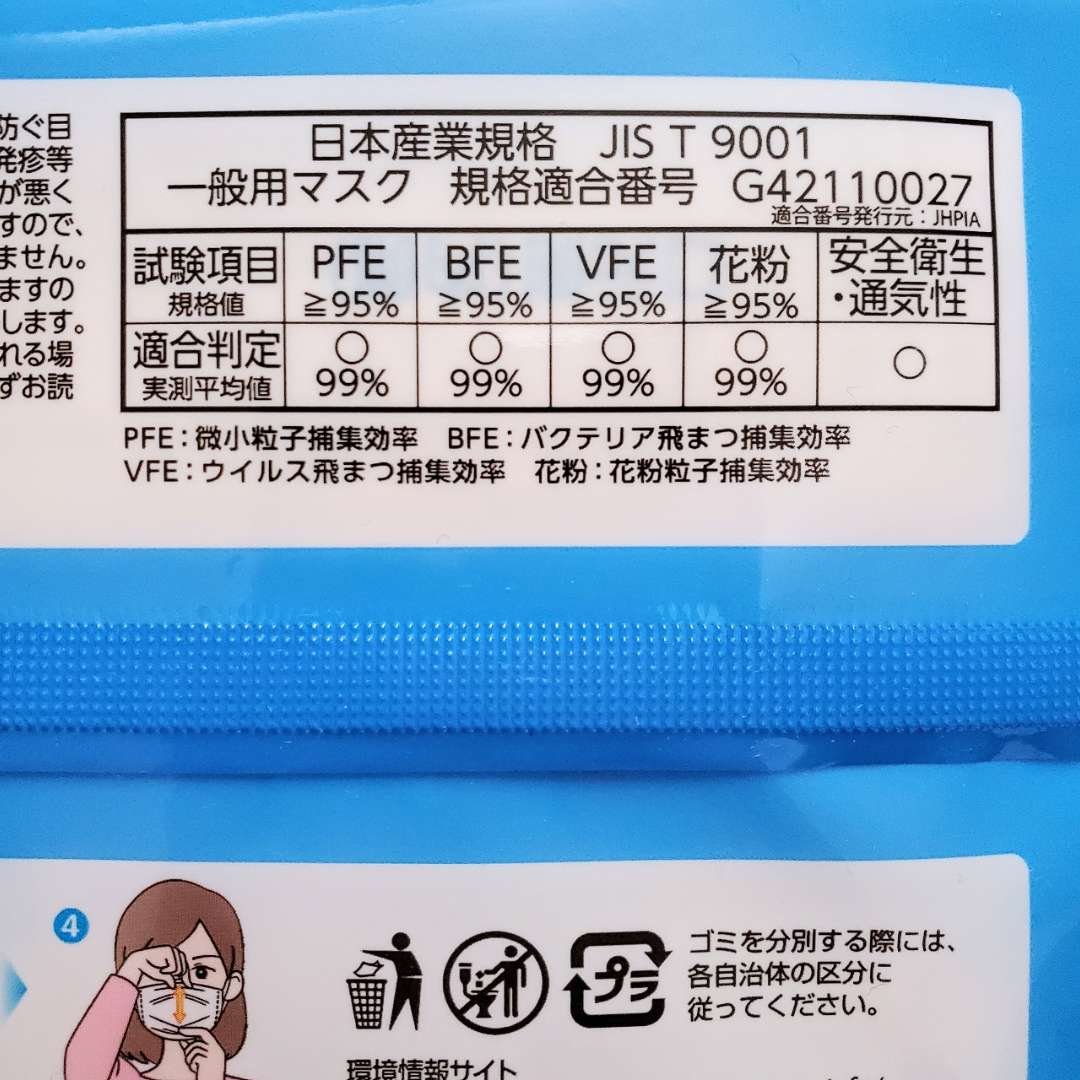 防ぐ目
発疹等
が悪く
すので、
ません。
ますの
します。
れる場
ずお読
日本産業規格 JIS T 9001
一般用マスク 規格適合番号 G42110027
適合番号発行元：JHPIA
試験項目 PFE BFE VFE 花粉 安全衛生
規格値 ≧95% ≧95% ≧95% ≧95% ・通気性
適合判定 ○ ○ ○ ○ ○
実測平均値 99% 99% 99% 99%
PFE：微小粒子捕集効率 BFE：バクテリア飛まつ捕集効率
VFE：ウイルス飛まつ捕集効率 花粉：花粉粒子捕集効率
4
プラ
ゴミを分別する際には、
各自治体の区分に
従ってください。
環境情報サイト